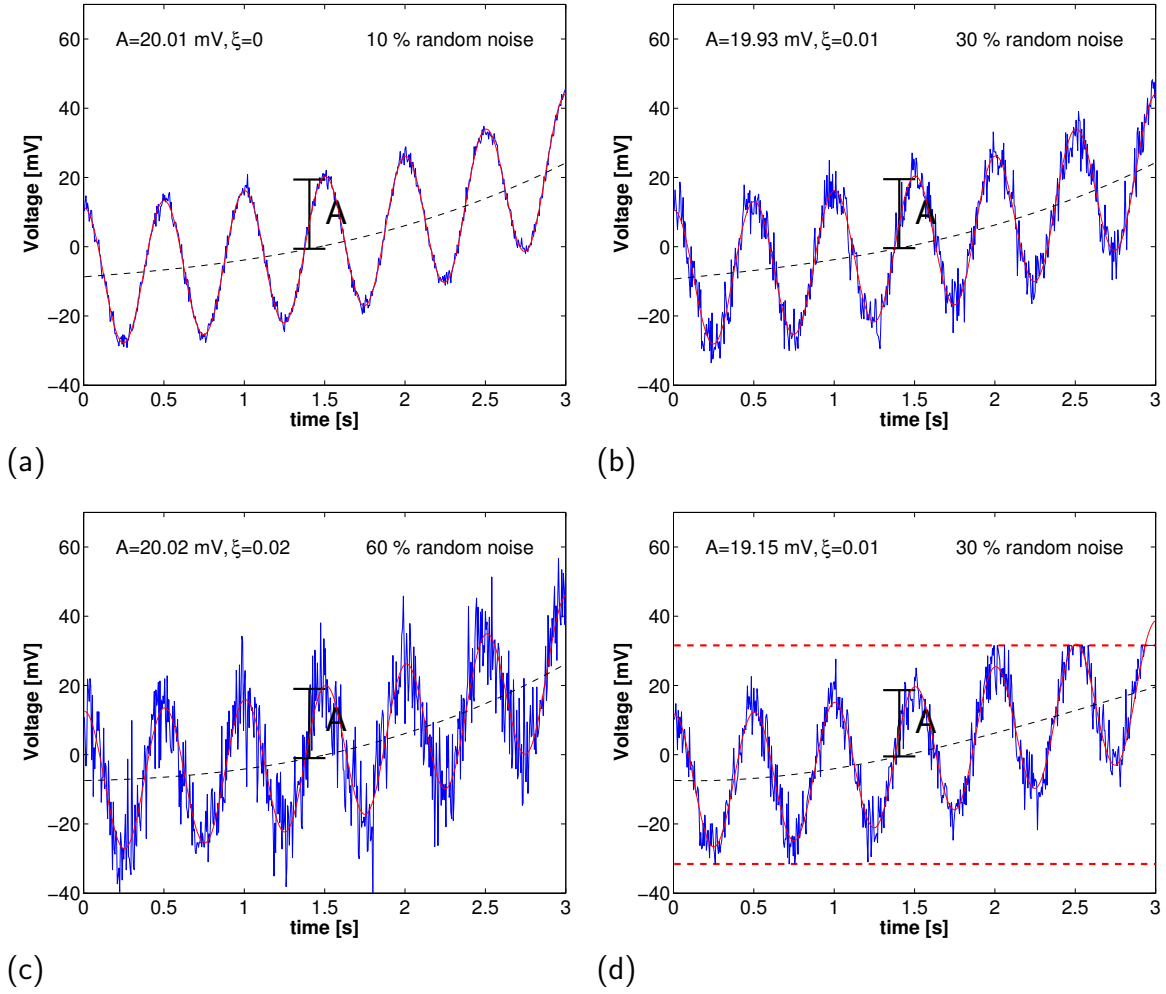 A=20.01 mV, ξ=0 10 % random noise
60
40
20
0
−20
−40
Voltage [mV]
A
0 0.5 1 1.5 2 2.5 3
time [s]
(a)
A=19.93 mV, ξ=0.01 30 % random noise
60
40
20
0
−20
−40
Voltage [mV]
A
0 0.5 1 1.5 2 2.5 3
time [s]
(b)
A=20.02 mV, ξ=0.02 60 % random noise
60
40
20
0
−20
−40
Voltage [mV]
A
0 0.5 1 1.5 2 2.5 3
time [s]
(c)
A=19.15 mV, ξ=0.01 30 % random noise
60
40
20
0
−20
−40
Voltage [mV]
A
0 0.5 1 1.5 2 2.5 3
time [s]
(d)